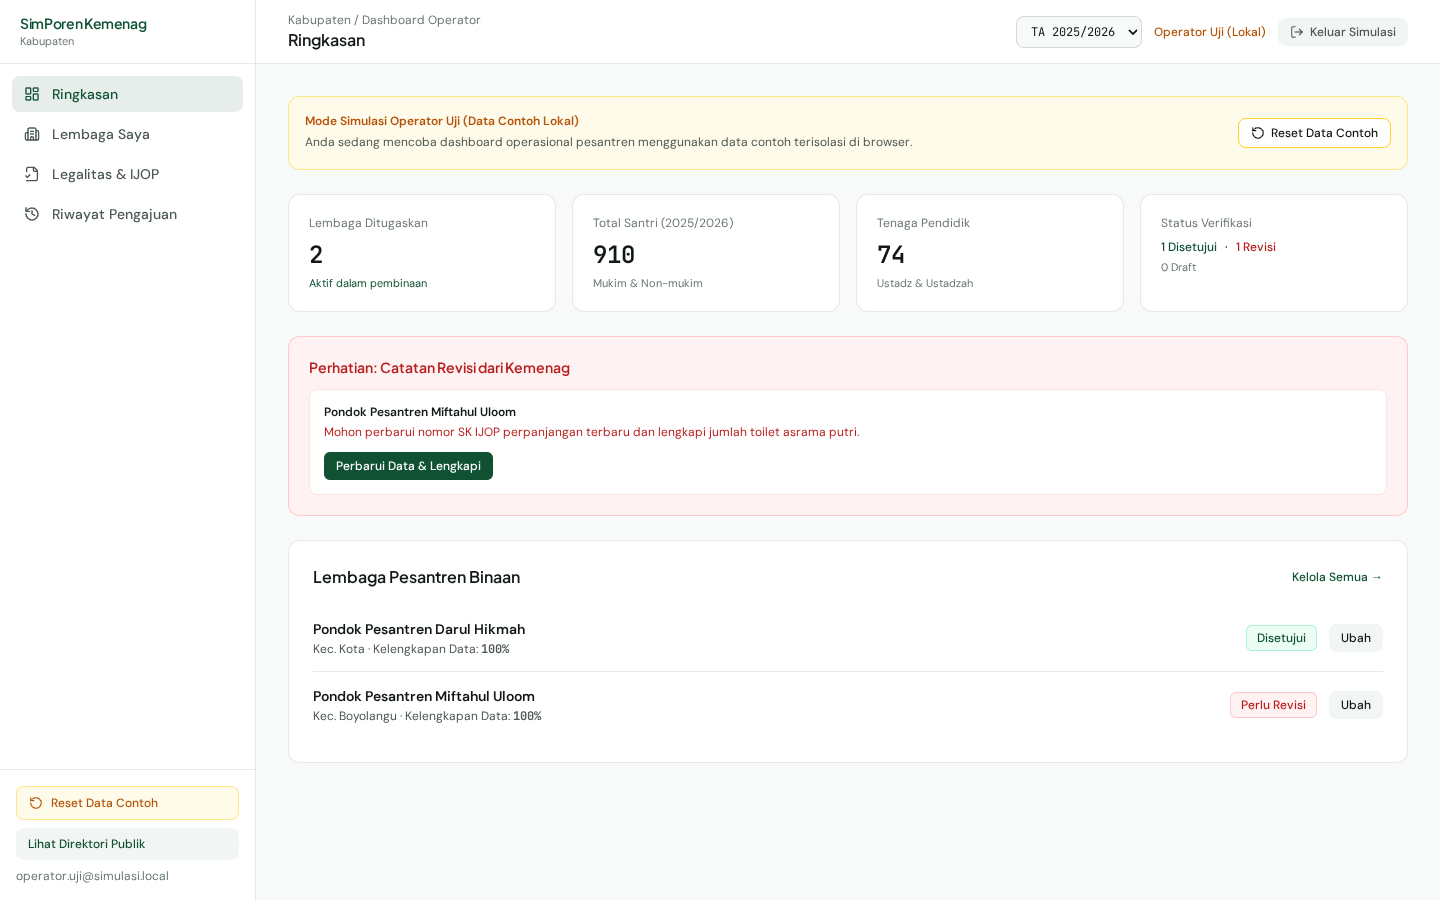 SimPoren Kemenag
Kabupaten
Ringkasan
Lembaga Saya
Legalitas & IJOP
Riwayat Pengajuan
Reset Data Contoh
Lihat Direktori Publik
operator.uji@simulasi.local
Kabupaten / Dashboard Operator
Ringkasan
TA 2025/2026
Operator Uji (Lokal)
Keluar Simulasi
Mode Simulasi Operator Uji (Data Contoh Lokal)
Anda sedang mencoba dashboard operasional pesantren menggunakan data contoh terisolasi di browser.
Reset Data Contoh
Lembaga Ditugaskan
2
Aktif dalam pembinaan
Total Santri (2025/2026)
910
Mukim & Non-mukim
Tenaga Pendidik
74
Ustadz & Ustadzah
Status Verifikasi
1 Disetujui · 1 Revisi
0 Draft
Perhatian: Catatan Revisi dari Kemenag
Pondok Pesantren Miftahul Uloom
Mohon perbarui nomor SK IJOP perpanjangan terbaru dan lengkapi jumlah toilet asrama putri.
Perbarui Data & Lengkapi
Lembaga Pesantren Binaan
Kelola Semua →
Pondok Pesantren Darul Hikmah
Kec. Kota · Kelengkapan Data: 100%
Disetujui
Ubah
Pondok Pesantren Miftahul Uloom
Kec. Boyolangu · Kelengkapan Data: 100%
Perlu Revisi
Ubah